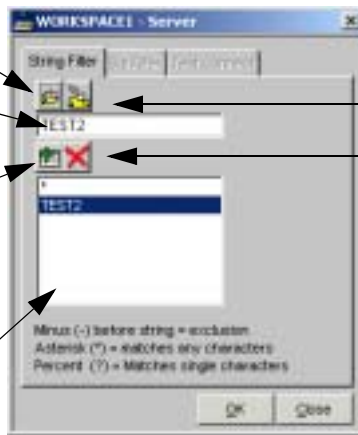 WORKSPACE1 - Server
String Filter
TEST2
*
TEST2
Minus (-) before string = exclusion
Asterisk (*) = matches any characters
Percent (?) = Matches single characters
OK Close